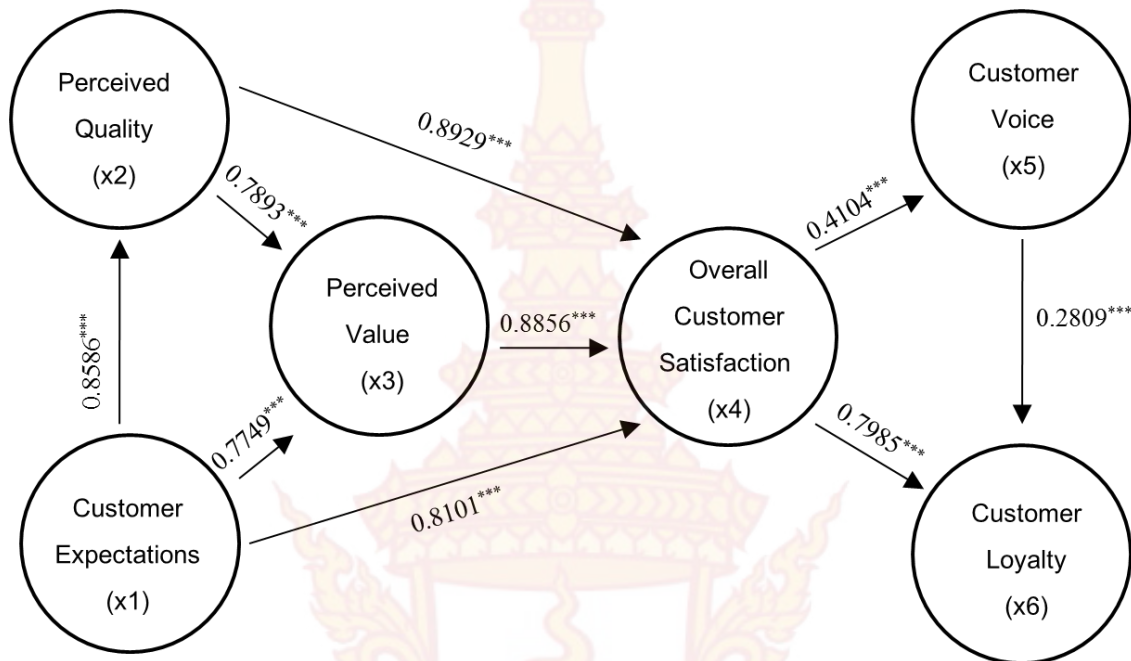 Perceived
Quality
(x2)
0.8929***
Customer
Voice
(x5)
0.7893***
0.4104***
Perceived
Value
(x3)
0.8856***
Overall
Customer
Satisfaction
(x4)
0.2809***
0.8586***
0.7749***
0.8101***
0.7985***
Customer
Expectations
(x1)
Customer
Loyalty
(x6)